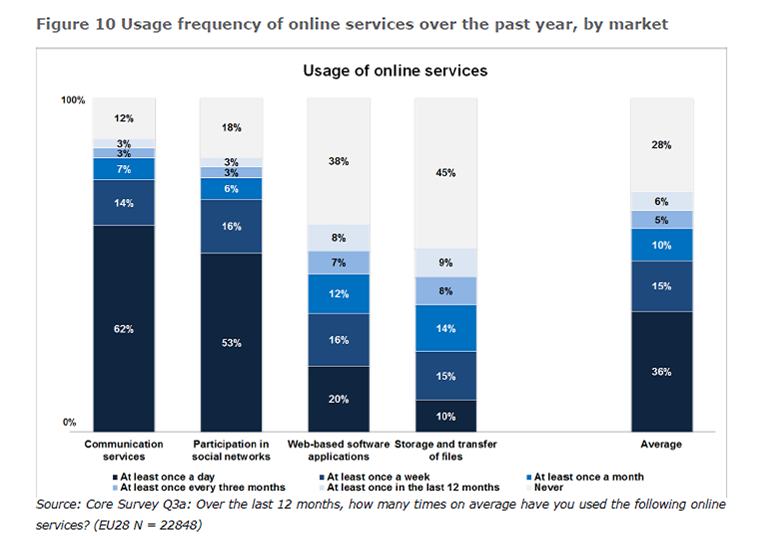 Figure 10 Usage frequency of online services over the past year, by market
Usage of online services
100%
12%
18%
38%
45%
28%
3%
3%
8%
9%
6%
3%
3%
7%
8%
5%
7%
6%
12%
14%
10%
14%
16%
16%
15%
15%
62%
53%
20%
10%
36%
0%
Communication services
Participation in social networks
Web-based software applications
Storage and transfer of files
Average
At least once a day
At least once a week
At least once a month
At least once every three months
At least once in the last 12 months
Never
Source: Core Survey Q3a: Over the last 12 months, how many times on average have you used the following online
services? (EU28 N = 22848)